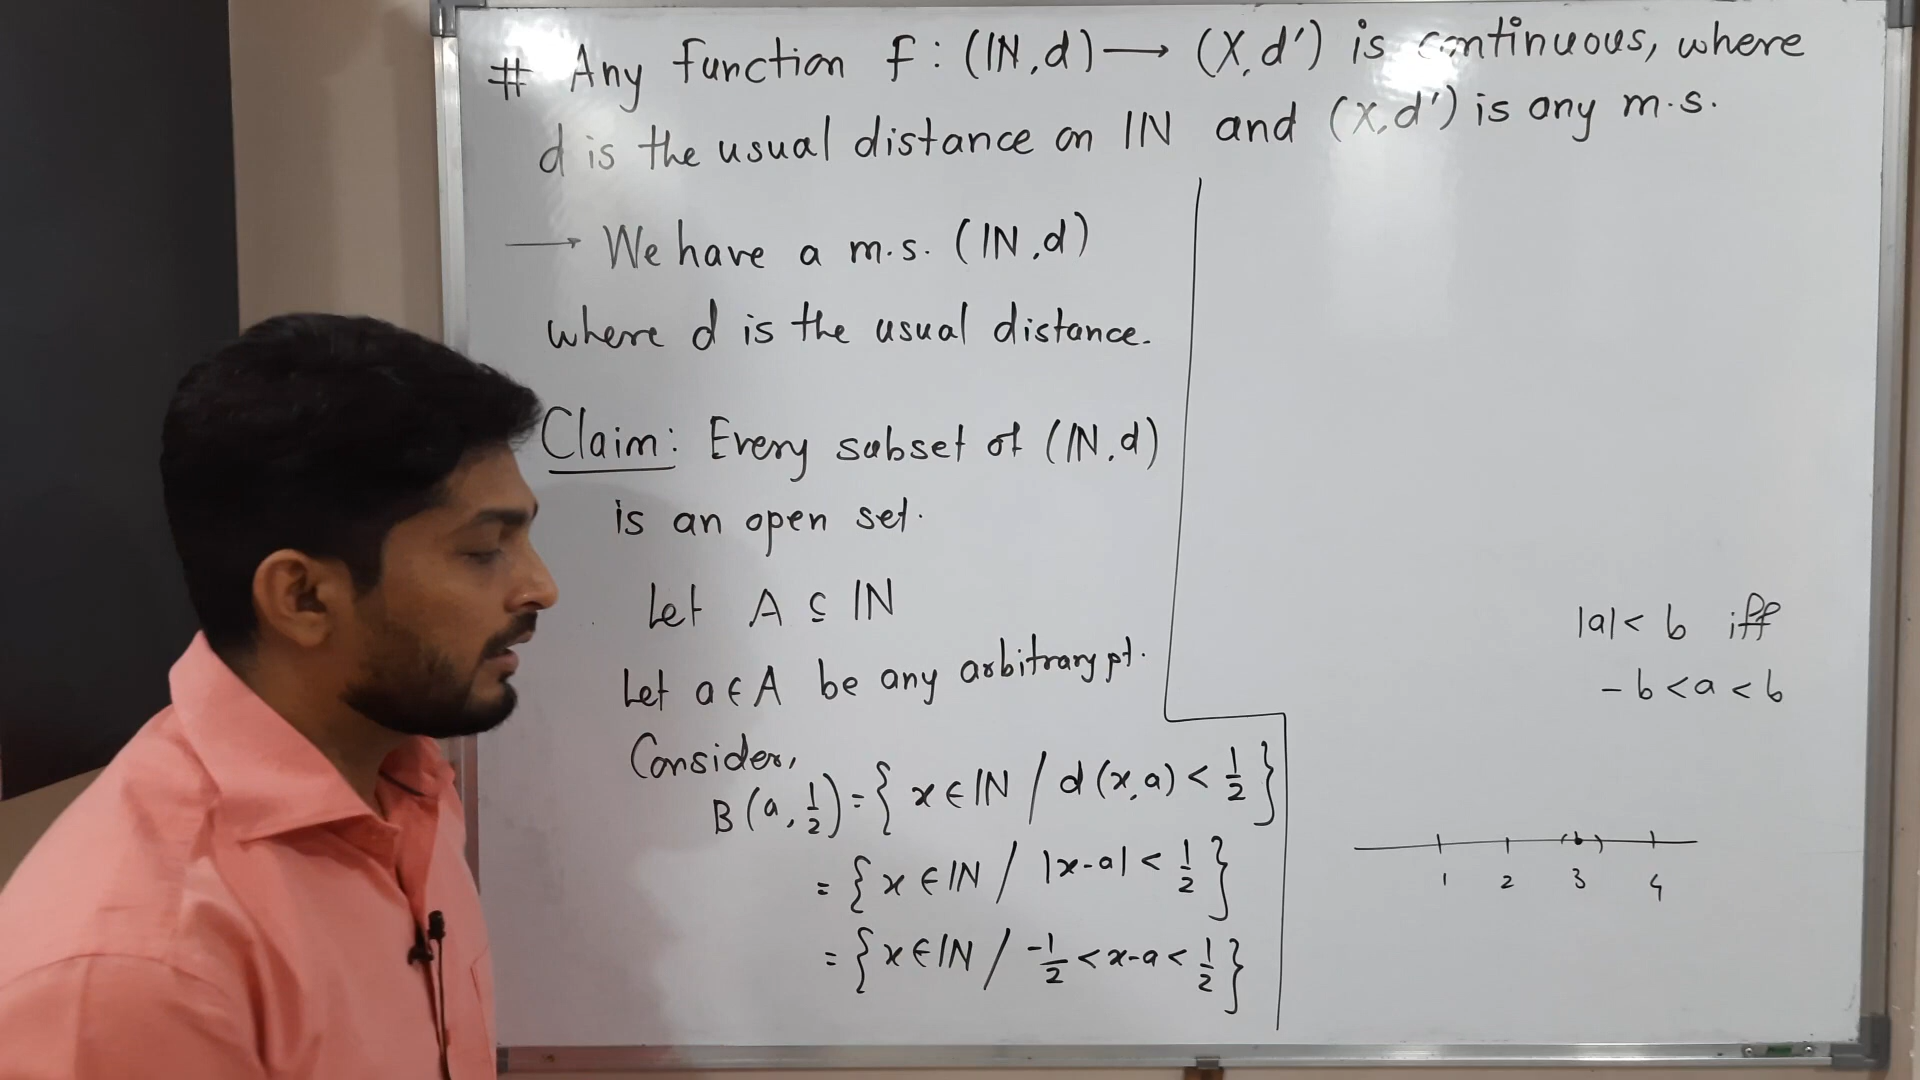 # Any function f : (IN, d) ⟶ (X, d') is continuous, where
d is the usual distance on IN and (X, d') is any m.s.
⟶ We have a m.s. (IN, d)
where d is the usual distance.
Claim: Every subset of (IN, d)
is an open set.
Let A ⊆ IN
Let a ∈ A be any arbitrary pt.
Consider,
B(a, 1/2) = { x ∈ IN / d(x, a) < 1/2 }
= { x ∈ IN / |x-a| < 1/2 }
= { x ∈ IN / -1/2 < x-a < 1/2 }
|a| < b iff
-b < a < b
1 2 3 4